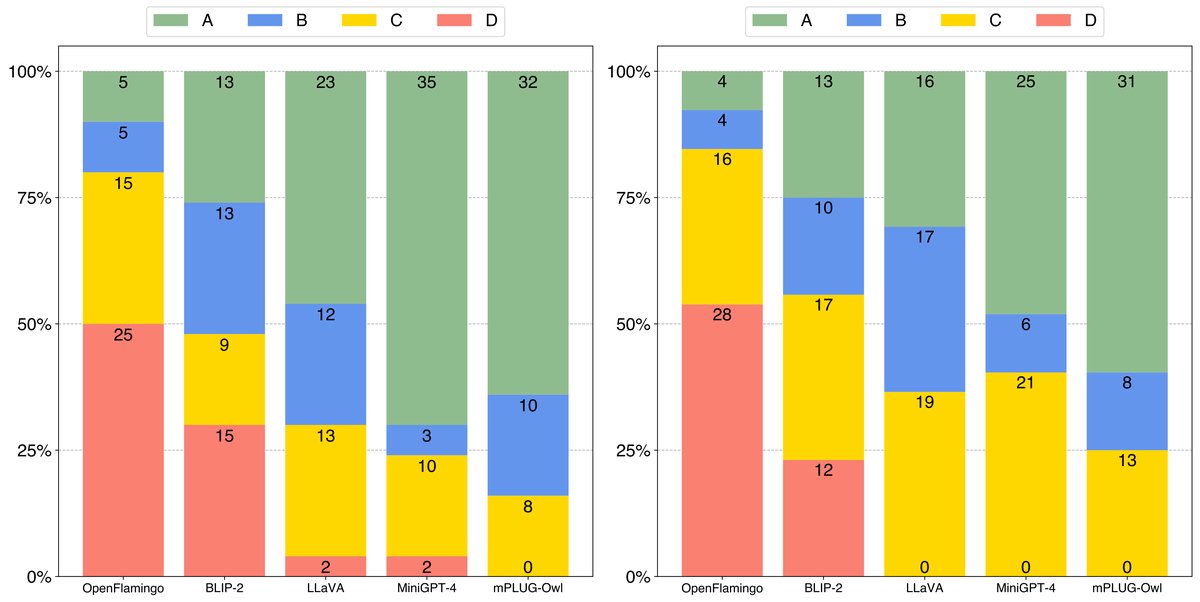 A B C D
100%
75%
50%
25%
0%
5 13 23 35 32
5 13 12 3 10
15 9 13 10 8
25 15 2 2 0
OpenFlamingo BLIP-2 LLaVA MiniGPT-4 mPLUG-Owl
A B C D
100%
75%
50%
25%
0%
4 13 16 25 31
4 10 17 6 8
16 17 19 21 13
28 12 0 0 0
OpenFlamingo BLIP-2 LLaVA MiniGPT-4 mPLUG-Owl